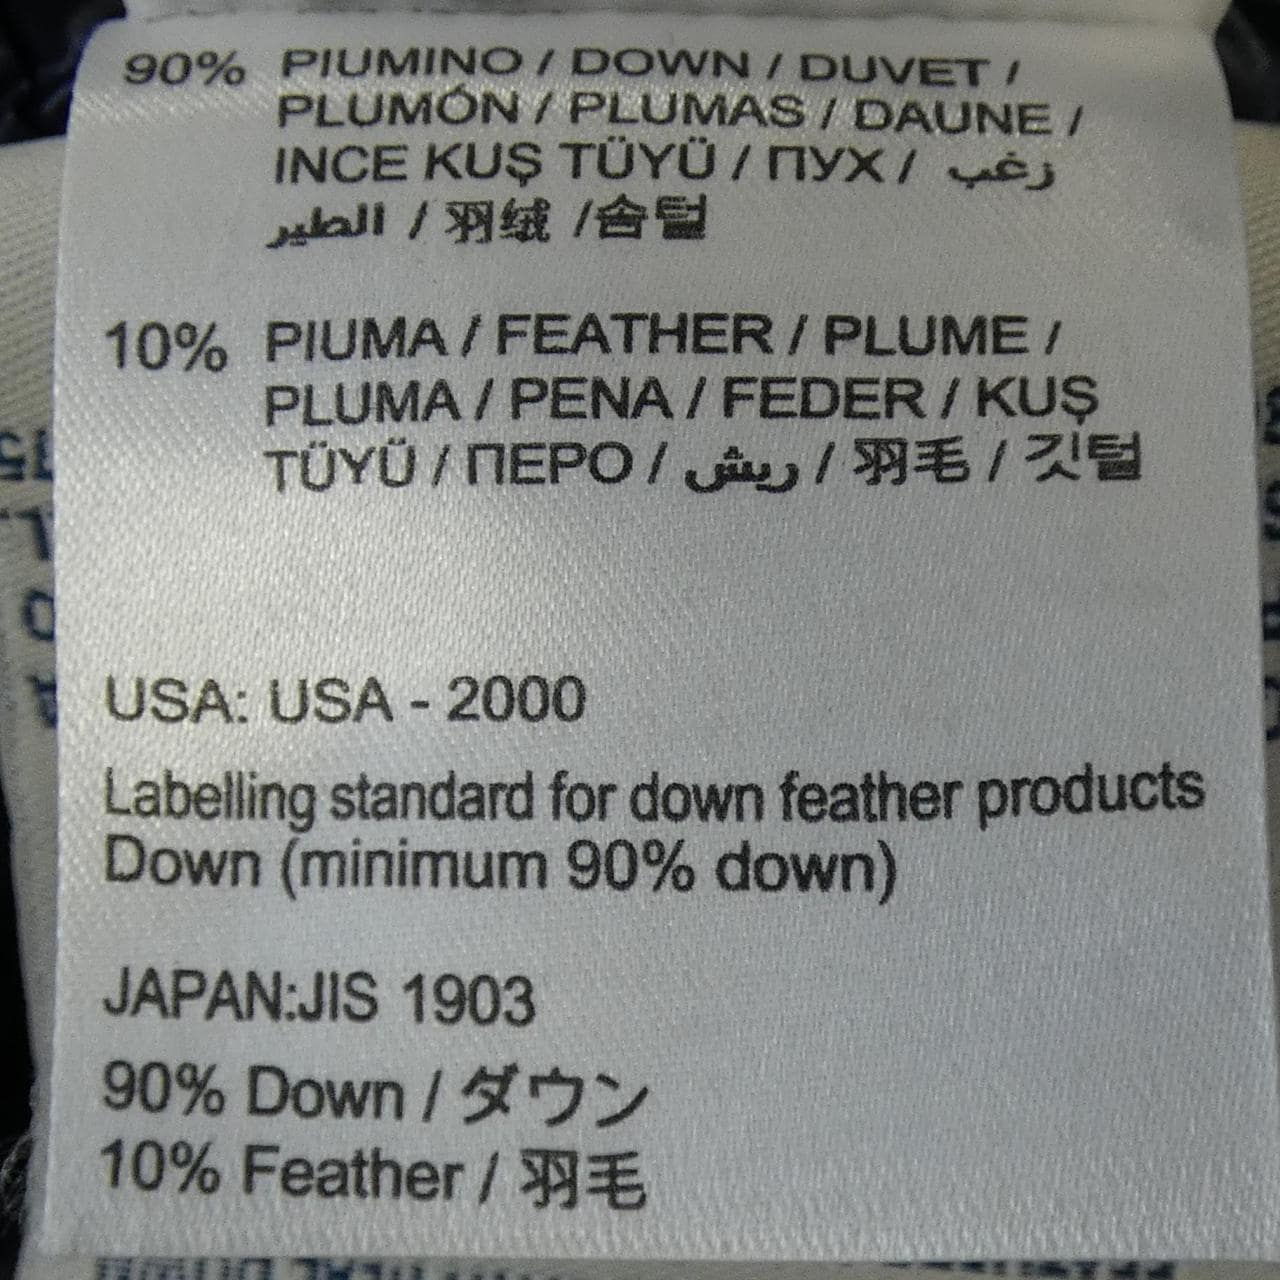 90% PIUMINO / DOWN / DUVET /
PLUMÓN / PLUMAS / DAUNE /
INCE KUŞ TÜYÜ / ПУХ / زغب
الطير / 羽绒 /솜털
10% PIUMA / FEATHER / PLUME /
PLUMA / PENA / FEDER / KUŞ
TÜYÜ / ПЕРО / ريش / 羽毛 / 깃털
USA: USA - 2000
Labelling standard for down feather products
Down (minimum 90% down)
JAPAN:JIS 1903
90% Down / ダウン
10% Feather / 羽毛